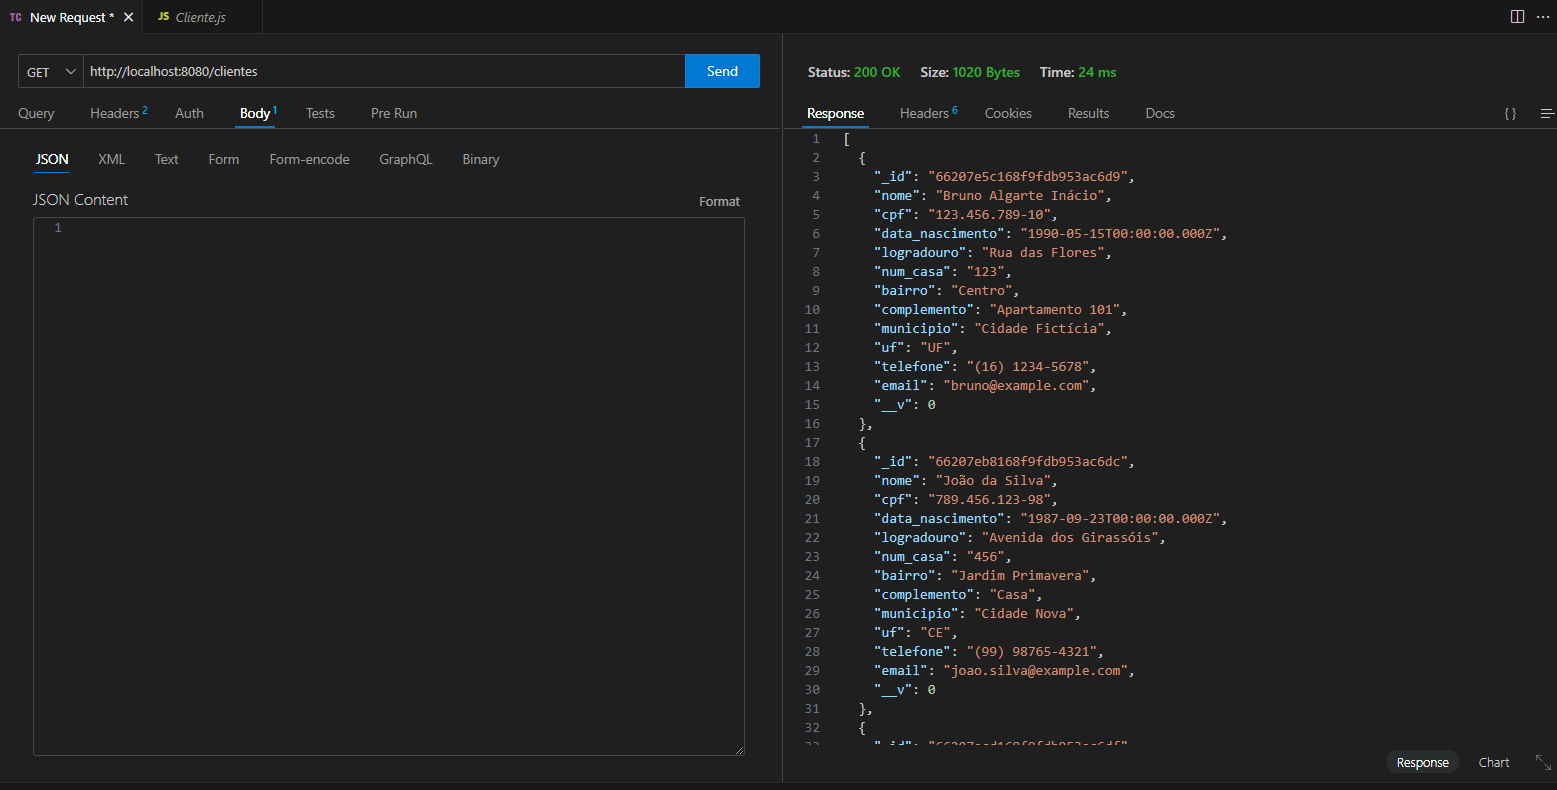 TC New Request * × JS Cliente.js
GET http://localhost:8080/clientes Send
Query Headers 2 Auth Body 1 Tests Pre Run
JSON XML Text Form Form-encode GraphQL Binary
JSON Content Format
1
Status: 200 OK Size: 1020 Bytes Time: 24 ms
Response Headers 6 Cookies Results Docs { }
1 [
2 {
3 "_id": "66207e5c168f9fdb953ac6d9",
4 "nome": "Bruno Algarte Inácio",
5 "cpf": "123.456.789-10",
6 "data_nascimento": "1990-05-15T00:00:00.000Z",
7 "logradouro": "Rua das Flores",
8 "num_casa": "123",
9 "bairro": "Centro",
10 "complemento": "Apartamento 101",
11 "municipio": "Cidade Fictícia",
12 "uf": "UF",
13 "telefone": "(16) 1234-5678",
14 "email": "bruno@example.com",
15 "__v": 0
16 },
17 {
18 "_id": "66207eb8168f9fdb953ac6dc",
19 "nome": "João da Silva",
20 "cpf": "789.456.123-98",
21 "data_nascimento": "1987-09-23T00:00:00.000Z",
22 "logradouro": "Avenida dos Girassóis",
23 "num_casa": "456",
24 "bairro": "Jardim Primavera",
25 "complemento": "Casa",
26 "municipio": "Cidade Nova",
27 "uf": "CE",
28 "telefone": "(99) 98765-4321",
29 "email": "joao.silva@example.com",
30 "__v": 0
31 },
32 {
Response Chart